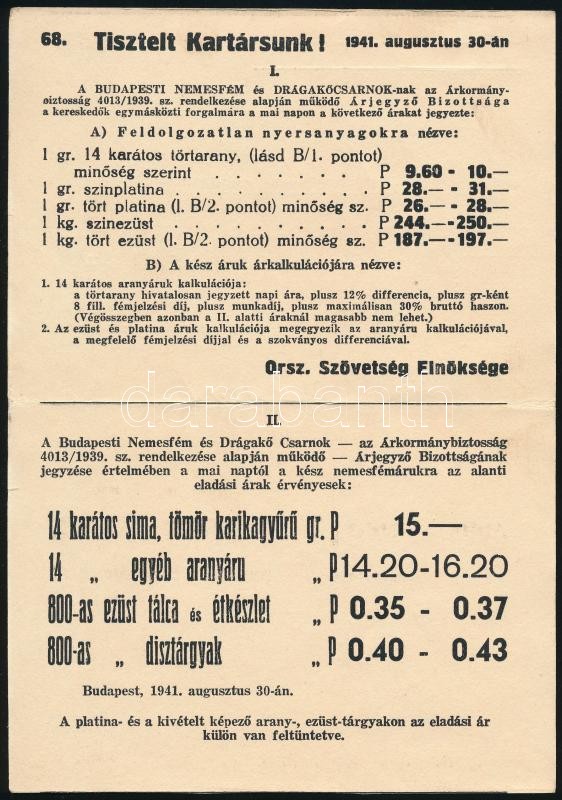 68. Tisztelt Kartársunk! 1941. augusztus 30-án
I.
A BUDAPESTI NEMESFÉM és DRÁGAKŐCSARNOK-nak az Árkormány-
biztosság 4013/1939. sz. rendelkezése alapján működő Árjegyző Bizottsága
a kereskedők egymásközti forgalmára a mai napon a következő árakat jegyezte:
A) Feldolgozatlan nyersanyagokra nézve:
1 gr. 14 karátos törtarany, (lásd B/1. pontot)
minőség szerint . . . . . . . . . . P 9.60 - 10.—
1 gr. szinplatina . . . . . . . . . . P 28.— - 31.—
1 gr. tört platina (l. B/2. pontot) minőség sz. P 26.— - 28.—
1 kg. szinezüst . . . . . . . . . . P 244.—-250.—
1 kg. tört ezüst (l. B/2. pontot) minőség sz. P 187.—-197.—
B) A kész áruk árkalkulációjára nézve:
1. 14 karátos aranyáruk kalkulációja:
a törtarany hivatalosan jegyzett napi ára, plusz 12% differencia, plusz gr-ként
8 fill. fémjelzési díj, plusz munkadíj, plusz maximálisan 30% bruttó haszon.
(Végösszegben azonban a II. alatti áraknál magasabb nem lehet.)
2. Az ezüst és platina áruk kalkulációja megegyezik az aranyáru kalkulációjával,
a megfelelő fémjelzési díjjal és a szokványos differenciával.
Orsz. Szövetség Elnöksége
darabanth
II.
A Budapesti Nemesfém és Drágakő Csarnok — az Árkormánybiztosság
4013/1939. sz. rendelkezése alapján működő — Árjegyző Bizottságának
jegyzése értelmében a mai naptól a kész nemesfémárukra az alanti
eladási árak érvényesek:
14 karátos sima, tömör karikagyűrű gr. P 15.—
14 „ egyéb aranyáru „ P 14.20-16.20
800-as ezüst tálca és étkészlet „ P 0.35 - 0.37
800-as „ disztárgyak „ P 0.40 - 0.43
Budapest, 1941. augusztus 30-án.
A platina- és a kivételt képező arany-, ezüst-tárgyakon az eladási ár
külön van feltüntetve.